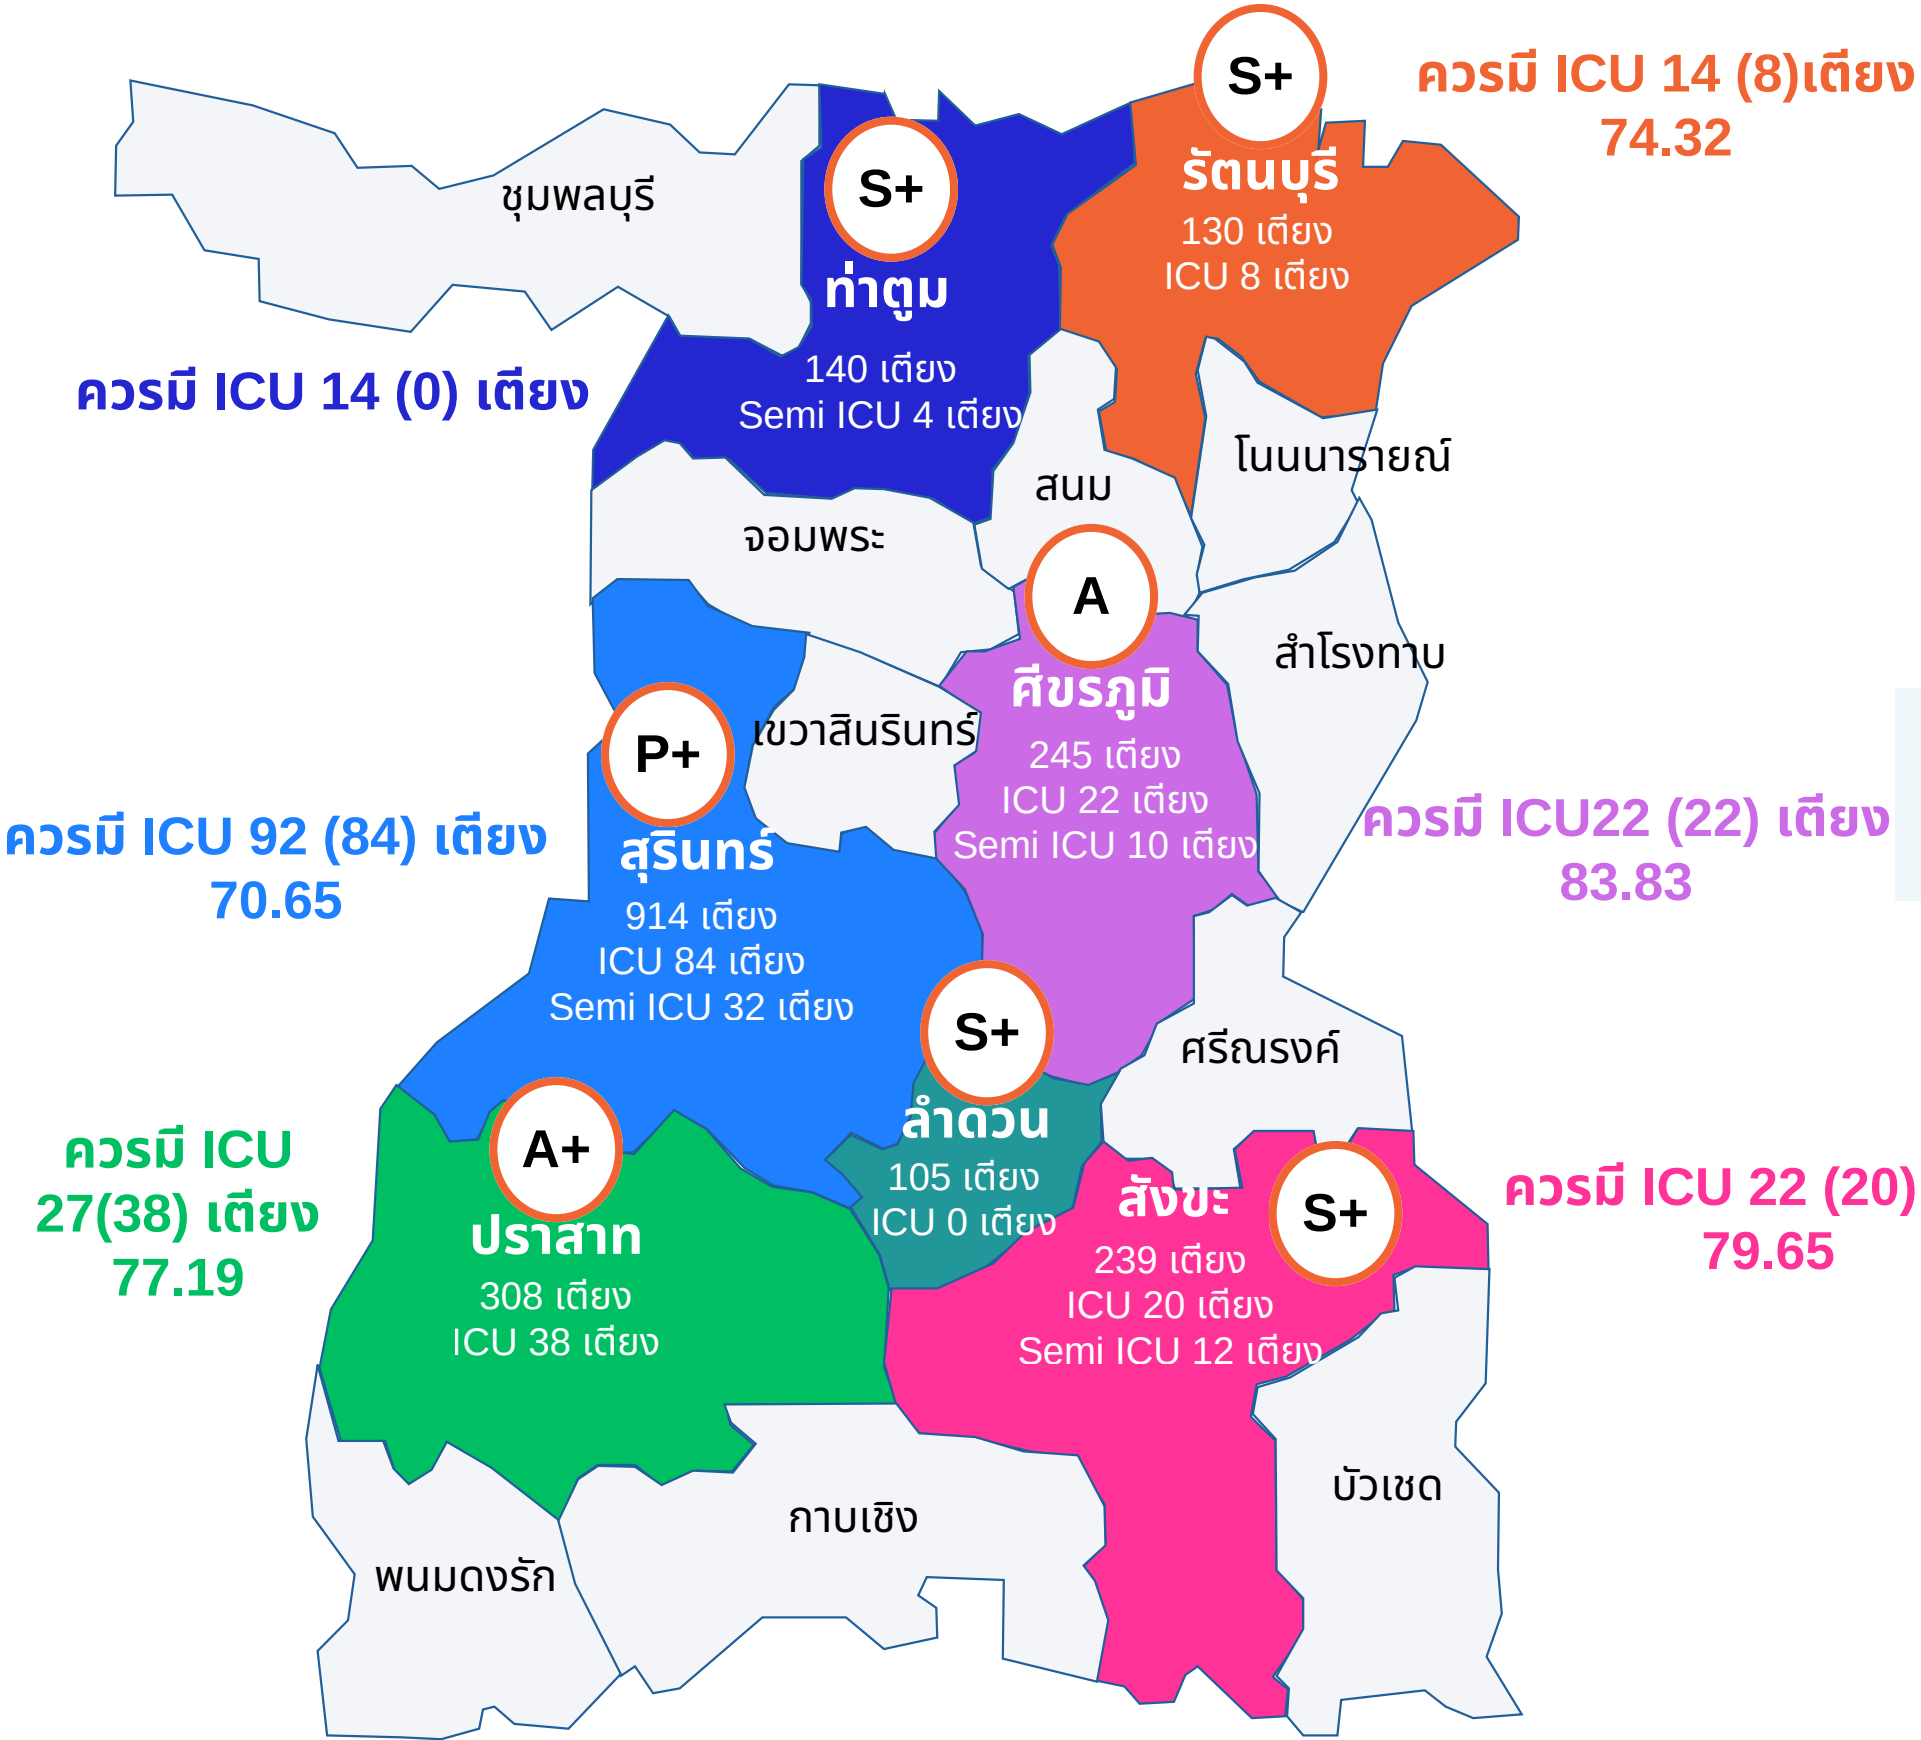 S+
ควรมี ICU 14 (8)เตียง
74.32
รัตนบุรี
130 เตียง
ICU 8 เตียง
ชุมพลบุรี
S+
ท่าตูม
140 เตียง
Semi ICU 4 เตียง
ควรมี ICU 14 (0) เตียง
โนนนารายณ์
สนม
จอมพระ
A
ศีขรภูมิ
245 เตียง
ICU 22 เตียง
Semi ICU 10 เตียง
สำโรงทาบ
เขวาสินรินทร์
P+
สุรินทร์
914 เตียง
ICU 84 เตียง
Semi ICU 32 เตียง
ควรมี ICU 92 (84) เตียง
70.65
ควรมี ICU22 (22) เตียง
83.83
S+
ลำดวน
105 เตียง
ICU 0 เตียง
ศรีณรงค์
A+
ปราสาท
308 เตียง
ICU 38 เตียง
ควรมี ICU
27(38) เตียง
77.19
สังขะ
239 เตียง
ICU 20 เตียง
Semi ICU 12 เตียง
S+
ควรมี ICU 22 (20)
79.65
บัวเชด
กาบเชิง
พนมดงรัก